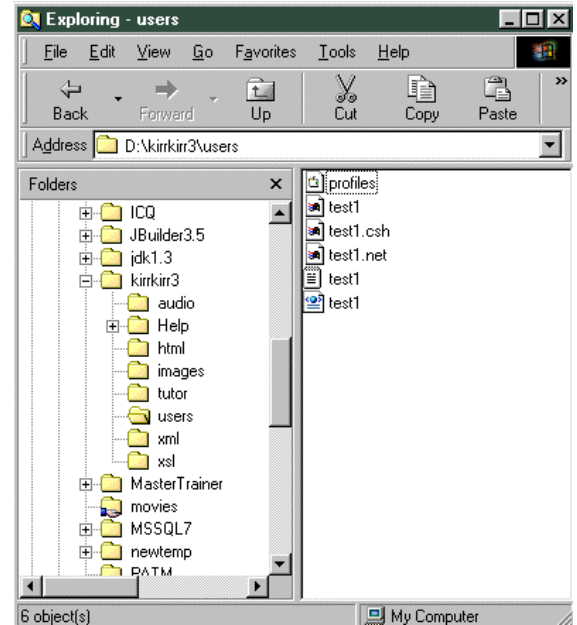 Exploring - users
File Edit View Go Favorites Tools Help
Back Forward Up Cut Copy Paste »
Address D:\kirrkirr3\users
Folders
ICQ
JBuilder3.5
jdk1.3
kirrkirr3
audio
Help
html
images
tutor
users
xml
xsl
MasterTrainer
movies
MSSQL7
newtemp
PATM
profiles
test1
test1.csh
test1.net
test1
test1
6 object(s) My Computer